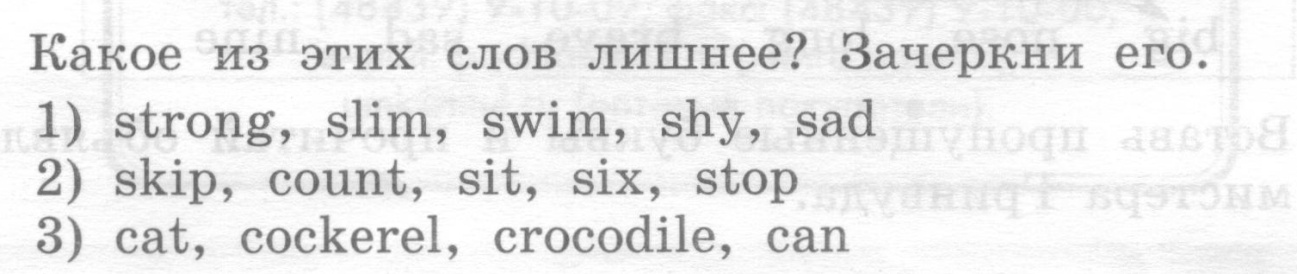 Какое из этих слов лишнее? Зачеркни его.
1) strong, slim, swim, shy, sad
2) skip, count, sit, six, stop
3) cat, cockerel, crocodile, can